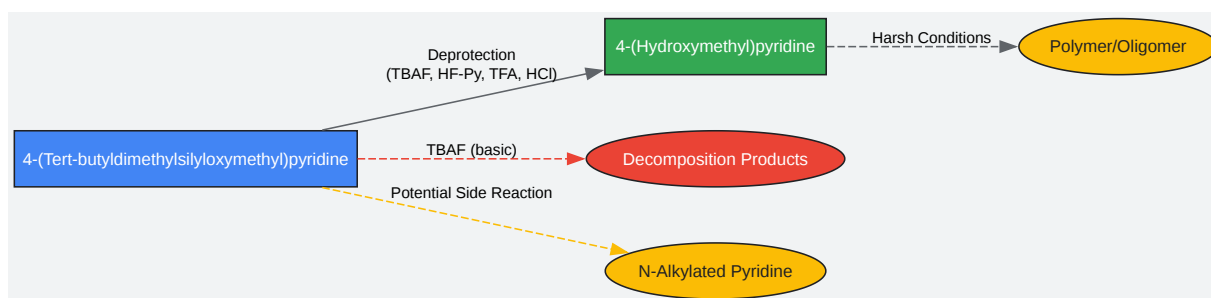 Deprotection
(TBAF, HF-Py, TFA, HCl)
4-(Hydroxymethyl)pyridine
Harsh Conditions
Polymer/Oligomer
4-(Tert-butyldimethylsilyloxymethyl)pyridine
TBAF (basic)
Decomposition Products
Potential Side Reaction
N-Alkylated Pyridine